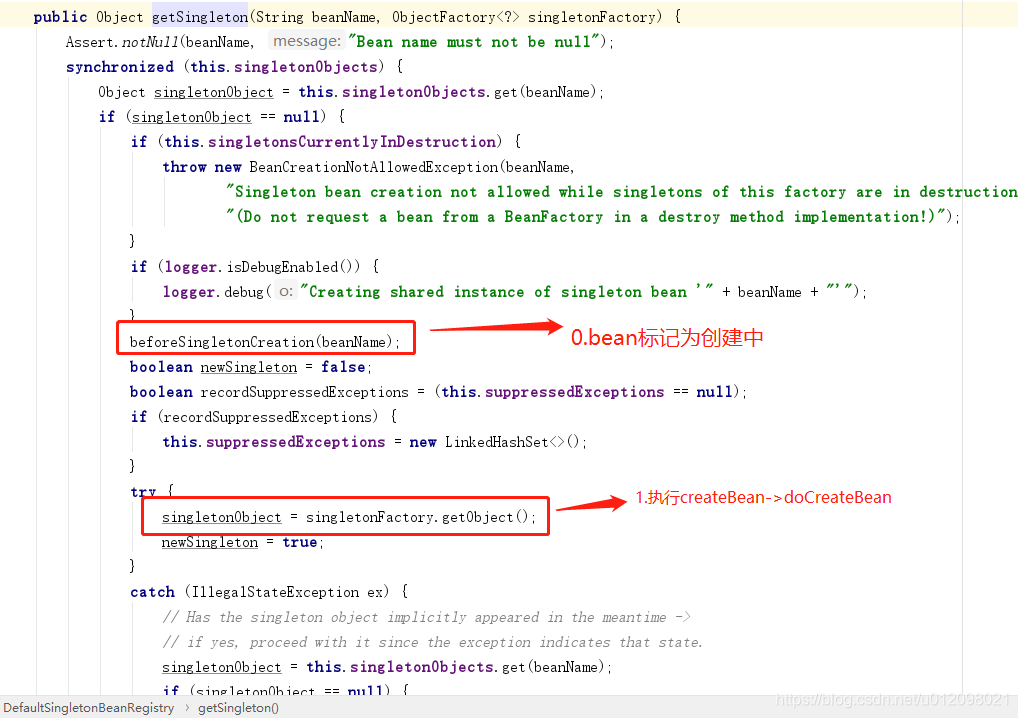 public Object getSingleton(String beanName, ObjectFactory<?> singletonFactory) {
Assert.notNull(beanName, message: "Bean name must not be null");
synchronized (this.singletonObjects) {
Object singletonObject = this.singletonObjects.get(beanName);
if (singletonObject == null) {
if (this.singletonsCurrentlyInDestruction) {
throw new BeanCreationNotAllowedException(beanName,
"Singleton bean creation not allowed while singletons of this factory are in destruction
"(Do not request a bean from a BeanFactory in a destroy method implementation!)");
}
if (logger.isDebugEnabled()) {
logger.debug( o: "Creating shared instance of singleton bean '" + beanName + "'");
}
beforeSingletonCreation(beanName);
0.bean标记为创建中
boolean newSingleton = false;
boolean recordSuppressedExceptions = (this.suppressedExceptions == null);
if (recordSuppressedExceptions) {
this.suppressedExceptions = new LinkedHashSet<>();
}
try {
singletonObject = singletonFactory.getObject();
1.执行createBean->doCreateBean
newSingleton = true;
}
catch (IllegalStateException ex) {
// Has the singleton object implicitly appeared in the meantime ->
// if yes, proceed with it since the exception indicates that state.
singletonObject = this.singletonObjects.get(beanName);
if (singletonObject == null) {
DefaultSingletonBeanRegistry › getSingleton()
https://blog.csdn.net/u012098021